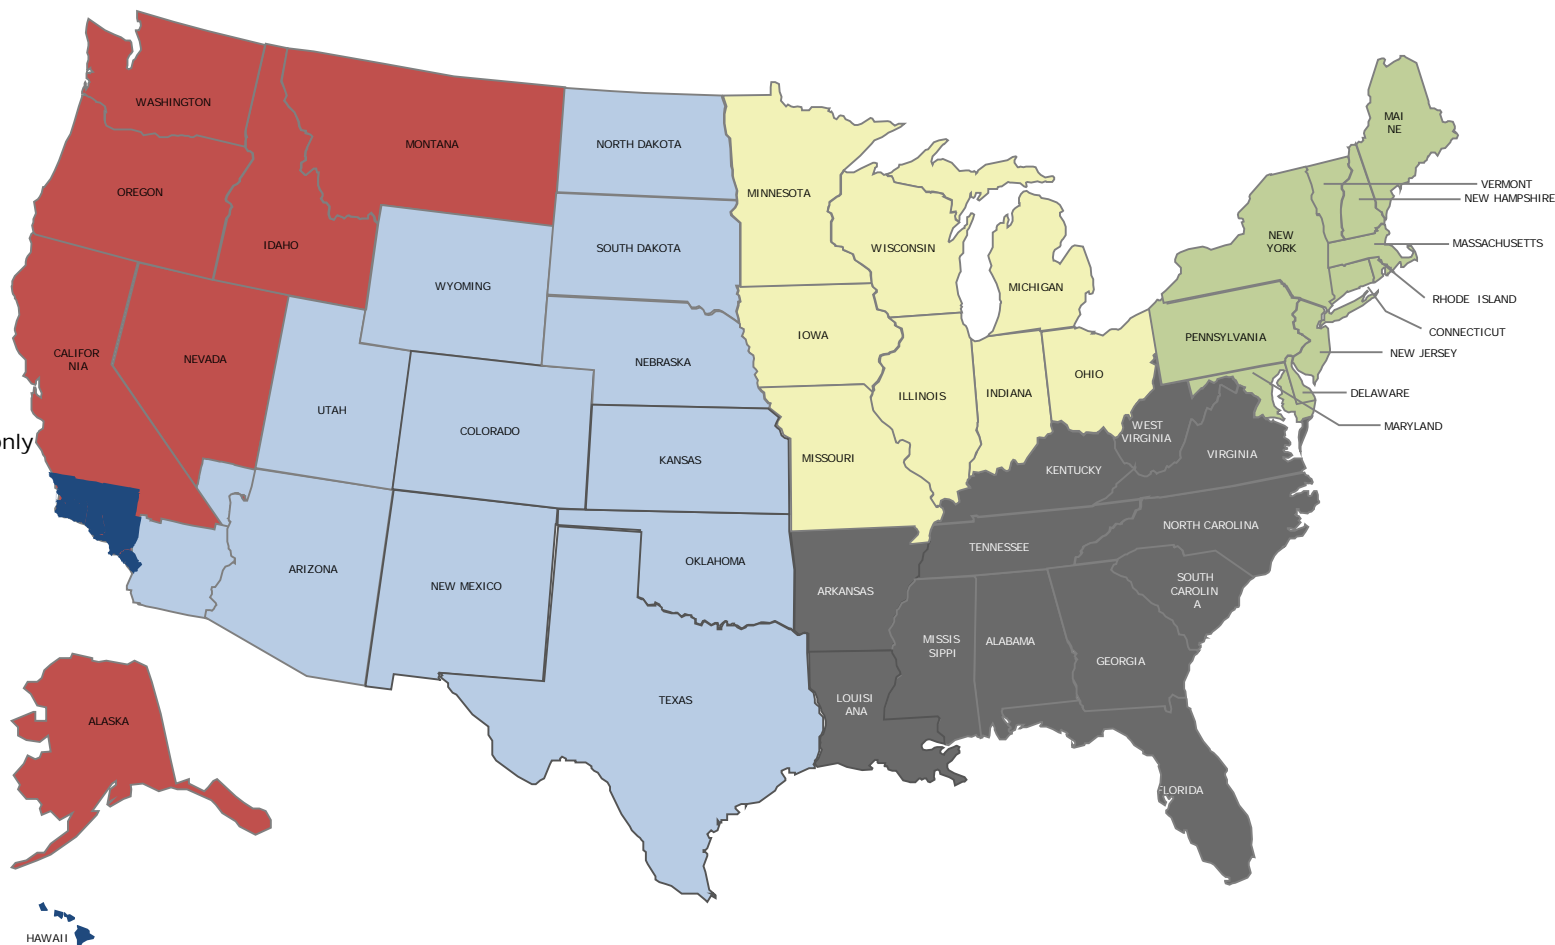 MAI
NE
WASHINGTON
MONTANA
NORTH DAKOTA
VERMONT
OREGON
MINNESOTA
NEW HAMPSHIRE
NEW
YORK
IDAHO
SOUTH DAKOTA
WISCONSIN
MASSACHUSETTS
WYOMING
MICHIGAN
RHODE ISLAND
CONNECTICUT
IOWA
PENNSYLVANIA
CALIFOR
NIA
NEVADA
NEBRASKA
NEW JERSEY
OHIO
INDIANA
DELAWARE
ILLINOIS
UTAH
COLORADO
WEST
VIRGINIA
MARYLAND
only
KANSAS
MISSOURI
KENTUCKY
VIRGINIA
NORTH CAROLINA
TENNESSEE
OKLAHOMA
ARIZONA
NEW MEXICO
ARKANSAS
SOUTH
CAROLIN
A
MISSIS
SIPPI
ALABAMA
GEORGIA
TEXAS
LOUISI
ANA
ALASKA
FLORIDA
HAWAII